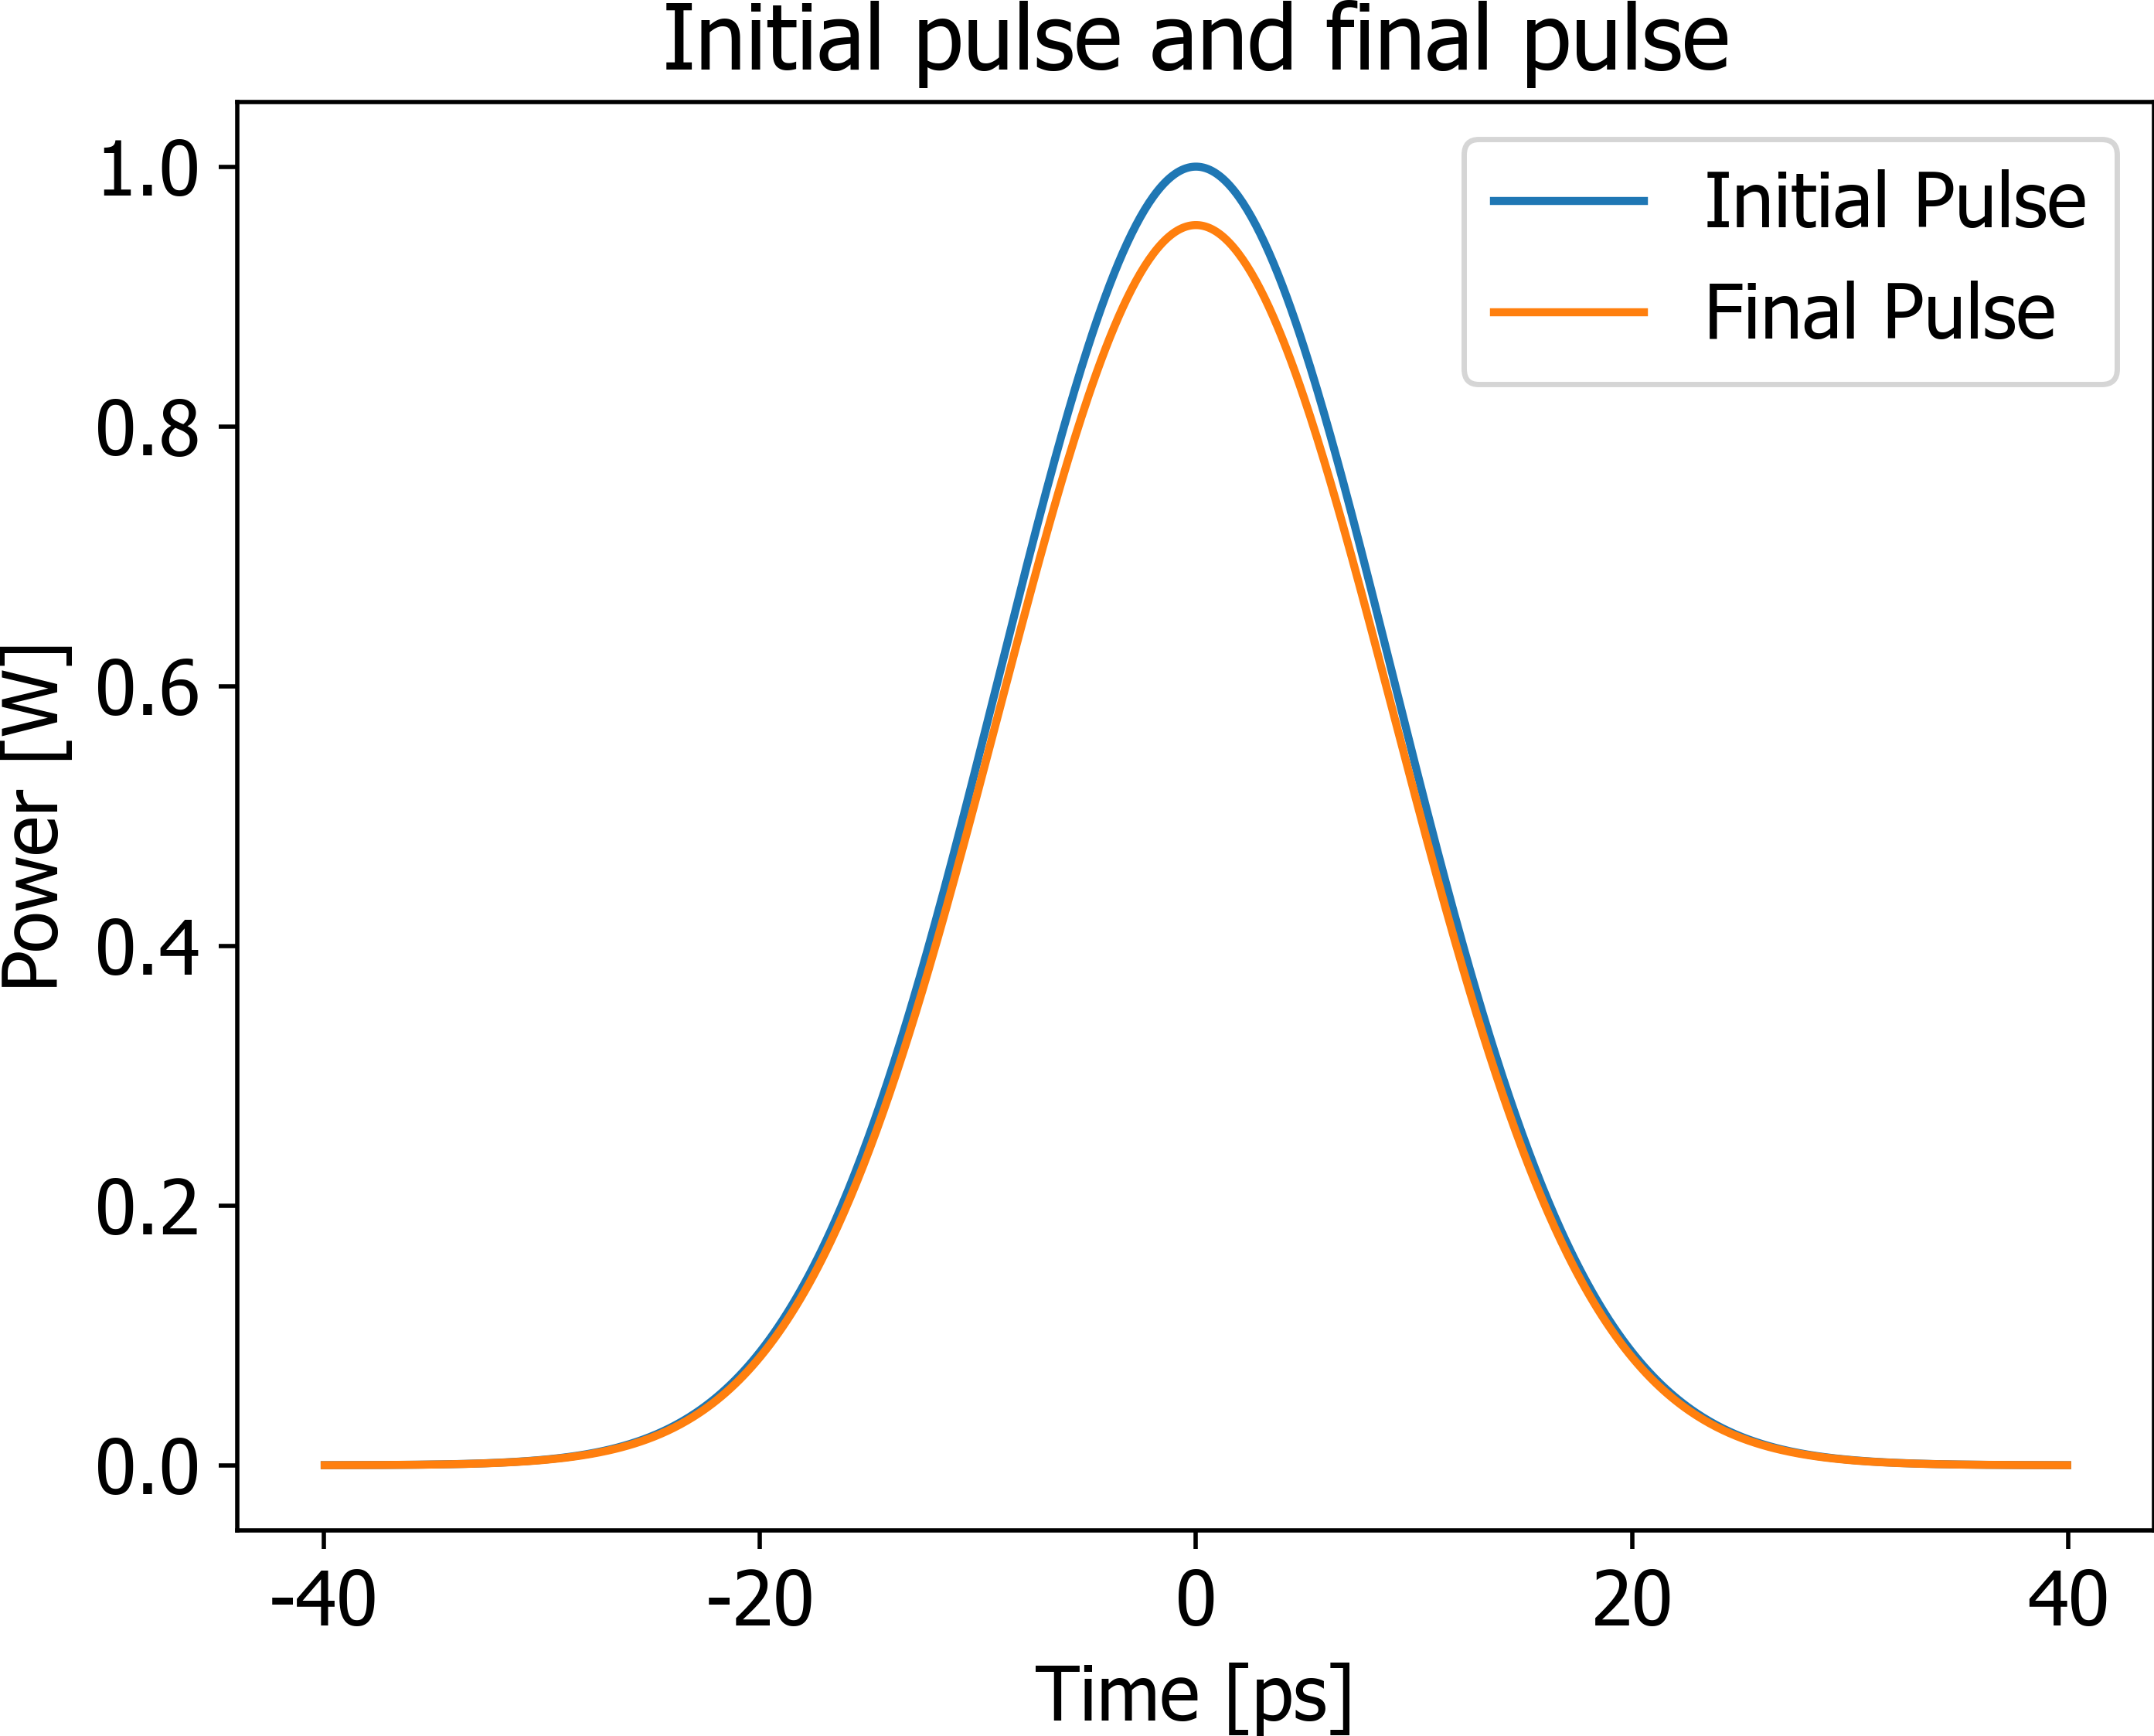 Initial pulse and final pulse
Initial Pulse
Final Pulse
Power [W]
1.0
0.8
0.6
0.4
0.2
0.0
-40 -20 0 20 40
Time [ps]